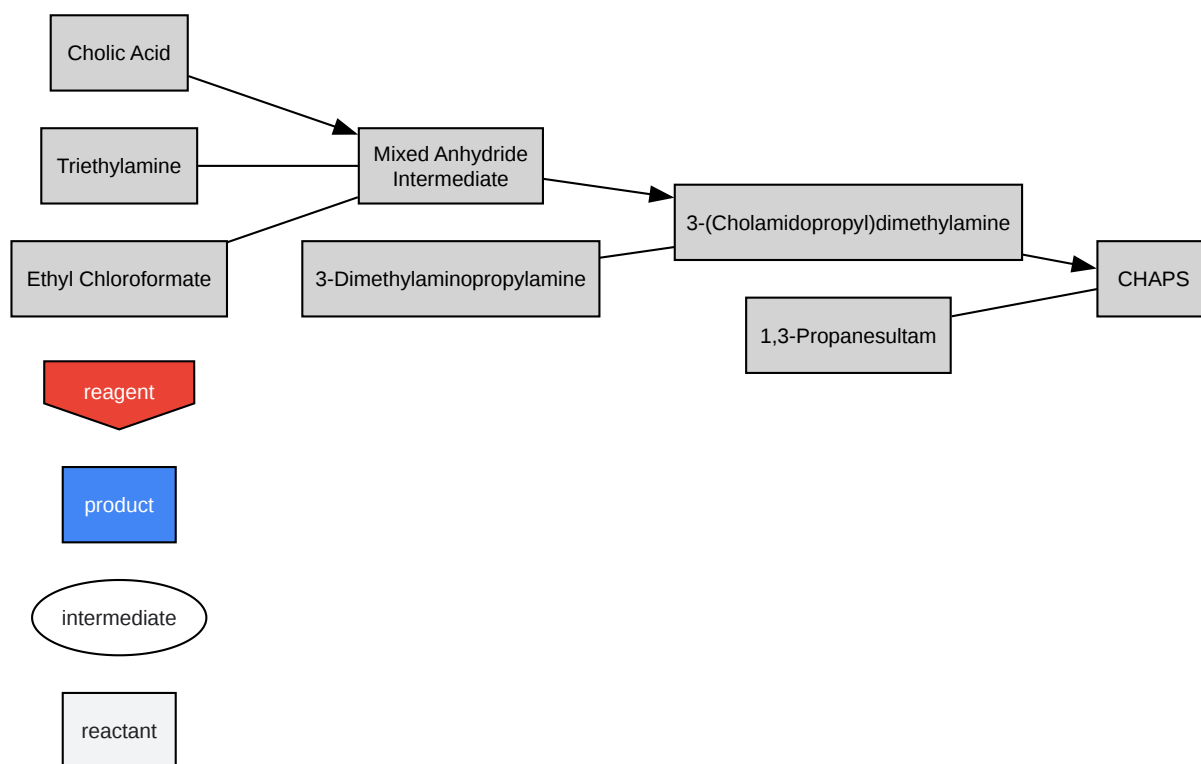 Cholic Acid
Triethylamine
Mixed Anhydride
Intermediate
Ethyl Chloroformate
3-Dimethylaminopropylamine
3-(Cholamidopropyl)dimethylamine
1,3-Propanesultam
CHAPS
reagent
product
intermediate
reactant